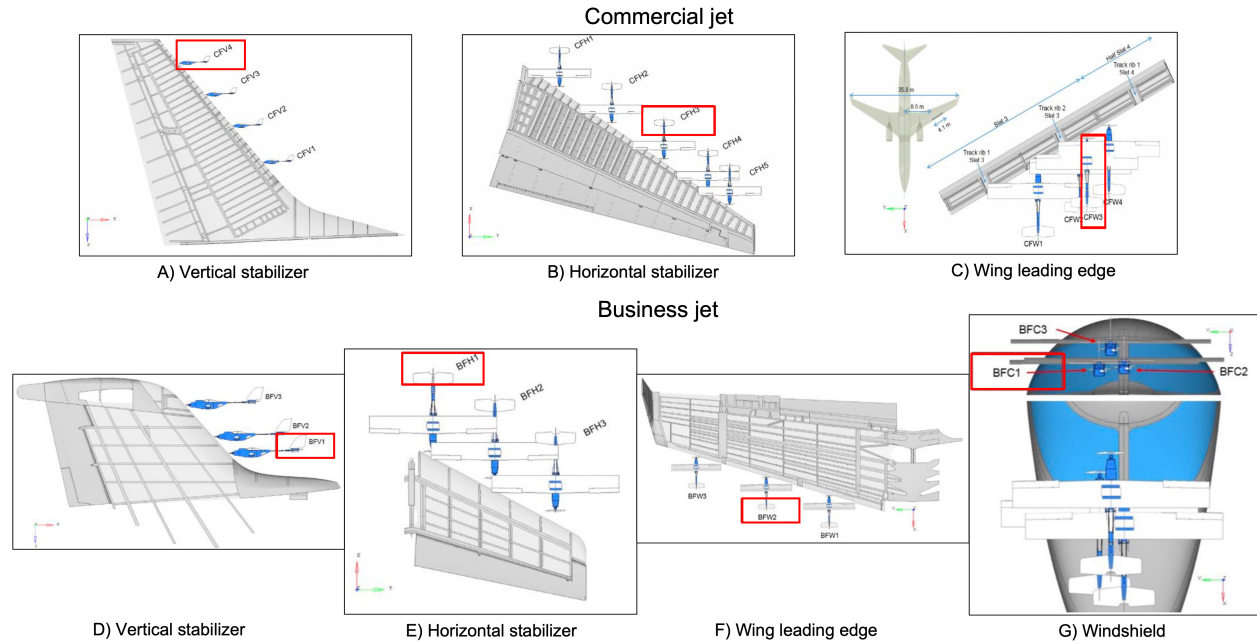 Commercial jet
CFV4
CFV3
CFV2
CFV1
A) Vertical stabilizer
CFH1
CFH2
CFH3
CFH4
CFH5
B) Horizontal stabilizer
35,8 m
8.8 m
4.1 m
Half Slat 4
Track rib 1
Slat 4
Track rib 2
Slat 3
Slat 3
Track rib 1
Slat 3
CFW1
CFW3
CFW4
C) Wing leading edge
Business jet
BFV3
BFV2
BFV1
D) Vertical stabilizer
BFH1
BFH2
BFH3
E) Horizontal stabilizer
BFW3
BFW2
BFW1
F) Wing leading edge
BFC3
BFC1
BFC2
G) Windshield